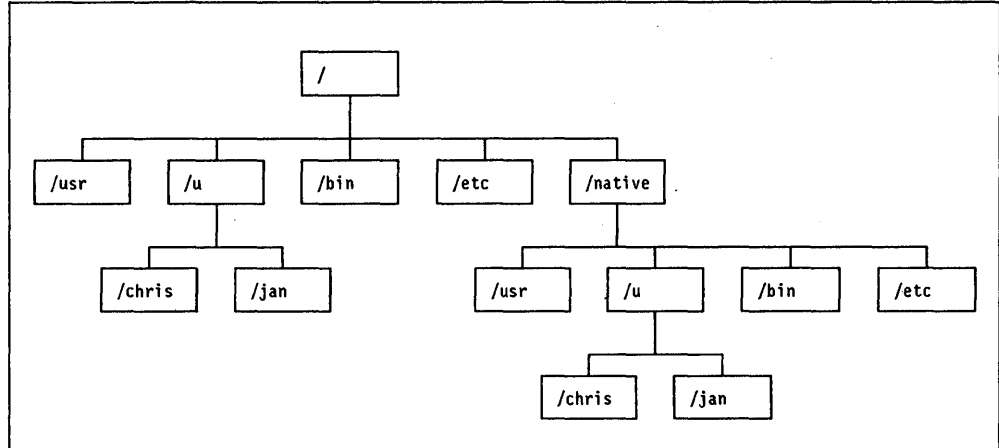 /
/usr /u /bin /etc /native
/chris /jan /usr /u /bin /etc
/chris /jan